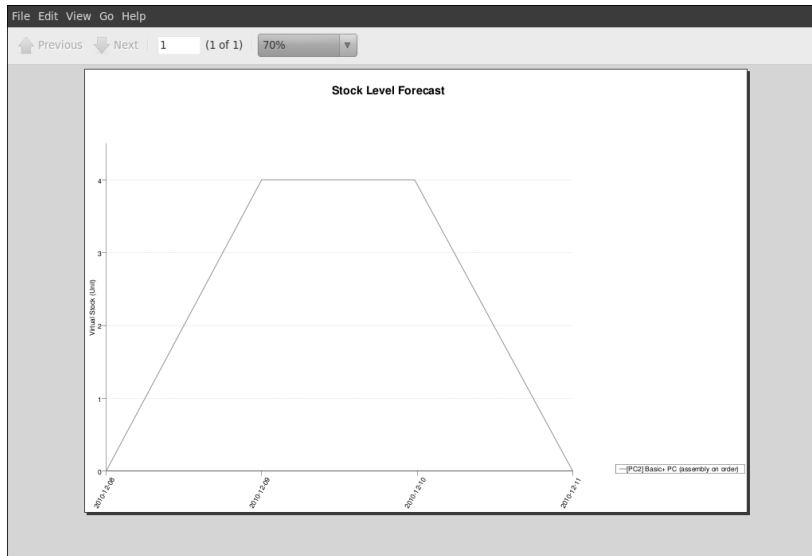 File Edit View Go Help
Previous Next 1 (1 of 1) 70%
Stock Level Forecast
4
3
2
1
0
Virtual Stock (Unit)
2010-12-08
2010-12-09
2010-12-10
2010-12-11
[PC2] Basic+ PC (assembly on order)